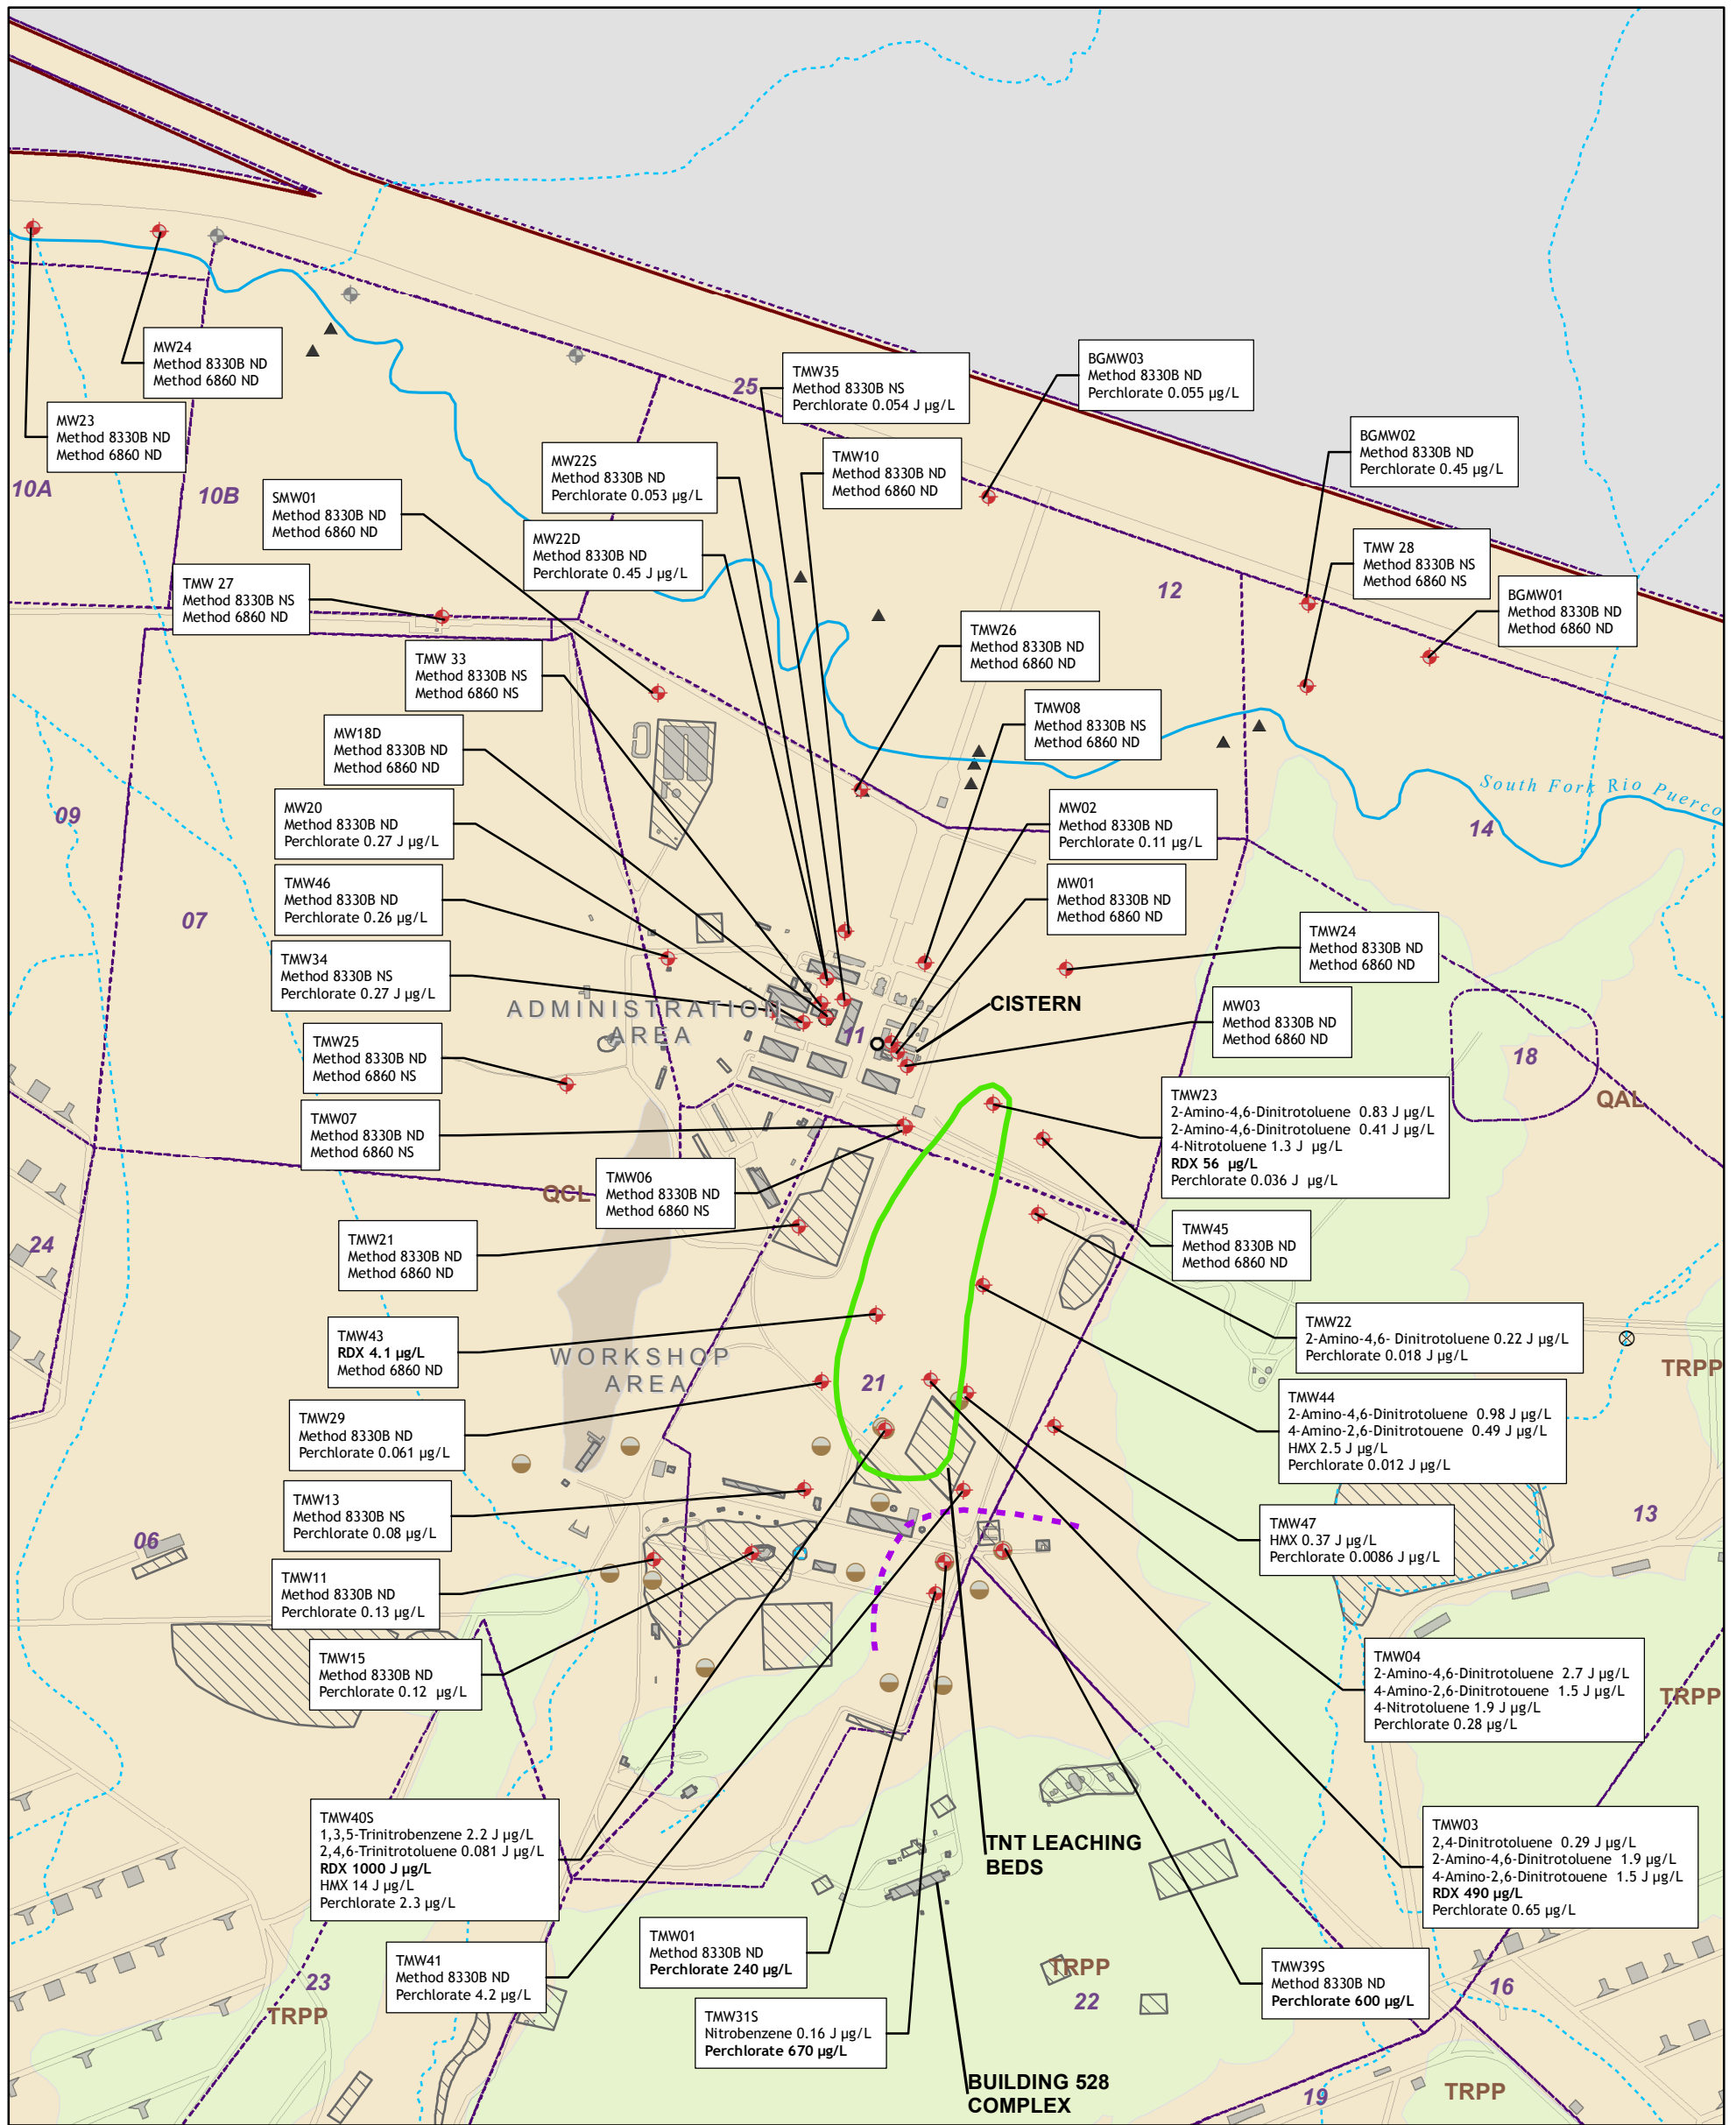 MW24
Method 8330B ND
Method 6860 ND
MW23
Method 8330B ND
Method 6860 ND
10A
10B
25
TMW35
Method 8330B NS
Perchlorate 0.054 J µg/L
BGMW03
Method 8330B ND
Perchlorate 0.055 µg/L
BGMW02
Method 8330B ND
Perchlorate 0.45 µg/L
MW22S
Method 8330B ND
Perchlorate 0.053 µg/L
TMW10
Method 8330B ND
Method 6860 ND
SMW01
Method 8330B ND
Method 6860 ND
MW22D
Method 8330B ND
Perchlorate 0.45 J µg/L
TMW 28
Method 8330B NS
Method 6860 NS
TMW 27
Method 8330B NS
Method 6860 ND
12
BGMW01
Method 8330B ND
Method 6860 ND
TMW26
Method 8330B ND
Method 6860 ND
TMW 33
Method 8330B NS
Method 6860 NS
TMW08
Method 8330B NS
Method 6860 ND
MW18D
Method 8330B ND
Method 6860 ND
South Fork Rio Puerco
14
09
MW20
Method 8330B ND
Perchlorate 0.27 J µg/L
MW02
Method 8330B ND
Perchlorate 0.11 µg/L
TMW46
Method 8330B ND
Perchlorate 0.26 µg/L
MW01
Method 8330B ND
Method 6860 ND
07
TMW24
Method 8330B ND
Method 6860 ND
TMW34
Method 8330B NS
Perchlorate 0.27 J µg/L
ADMINISTRATION
AREA
11
CISTERN
MW03
Method 8330B ND
Method 6860 ND
TMW25
Method 8330B ND
Method 6860 NS
18
QAL
TMW23
2-Amino-4,6-Dinitrotoluene 0.83 J µg/L
2-Amino-4,6-Dinitrotoluene 0.41 J µg/L
4-Nitrotoluene 1.3 J µg/L
RDX 56 µg/L
Perchlorate 0.036 J µg/L
TMW07
Method 8330B ND
Method 6860 NS
QCL
TMW06
Method 8330B ND
Method 6860 NS
24
TMW21
Method 8330B ND
Method 6860 ND
TMW45
Method 8330B ND
Method 6860 ND
TMW22
2-Amino-4,6- Dinitrotoluene 0.22 J µg/L
Perchlorate 0.018 J µg/L
TMW43
RDX 4.1 µg/L
Method 6860 ND
WORKSHOP
AREA
21
TRPP
TMW44
2-Amino-4,6-Dinitrotoluene 0.98 J µg/L
4-Amino-2,6-Dinitrotouene 0.49 J µg/L
HMX 2.5 J µg/L
Perchlorate 0.012 J µg/L
TMW29
Method 8330B ND
Perchlorate 0.061 µg/L
TMW13
Method 8330B NS
Perchlorate 0.08 µg/L
TMW47
HMX 0.37 J µg/L
Perchlorate 0.0086 J µg/L
13
06
TMW11
Method 8330B ND
Perchlorate 0.13 µg/L
TMW15
Method 8330B ND
Perchlorate 0.12 µg/L
TMW04
2-Amino-4,6-Dinitrotoluene 2.7 J µg/L
4-Amino-2,6-Dinitrotouene 1.5 J µg/L
4-Nitrotoluene 1.9 J µg/L
Perchlorate 0.28 µg/L
TRPP
TMW40S
1,3,5-Trinitrobenzene 2.2 J µg/L
2,4,6-Trinitrotoluene 0.081 J µg/L
RDX 1000 J µg/L
HMX 14 J µg/L
Perchlorate 2.3 µg/L
TNT LEACHING
BEDS
TMW03
2,4-Dinitrotoluene 0.29 J µg/L
2-Amino-4,6-Dinitrotoluene 1.9 µg/L
4-Amino-2,6-Dinitrotouene 1.5 J µg/L
RDX 490 µg/L
Perchlorate 0.65 µg/L
TMW01
Method 8330B ND
Perchlorate 240 µg/L
TMW41
Method 8330B ND
Perchlorate 4.2 µg/L
23
TRPP
TRPP
22
TMW39S
Method 8330B ND
Perchlorate 600 µg/L
16
TMW31S
Nitrobenzene 0.16 J µg/L
Perchlorate 670 µg/L
BUILDING 528
COMPLEX
19
TRPP